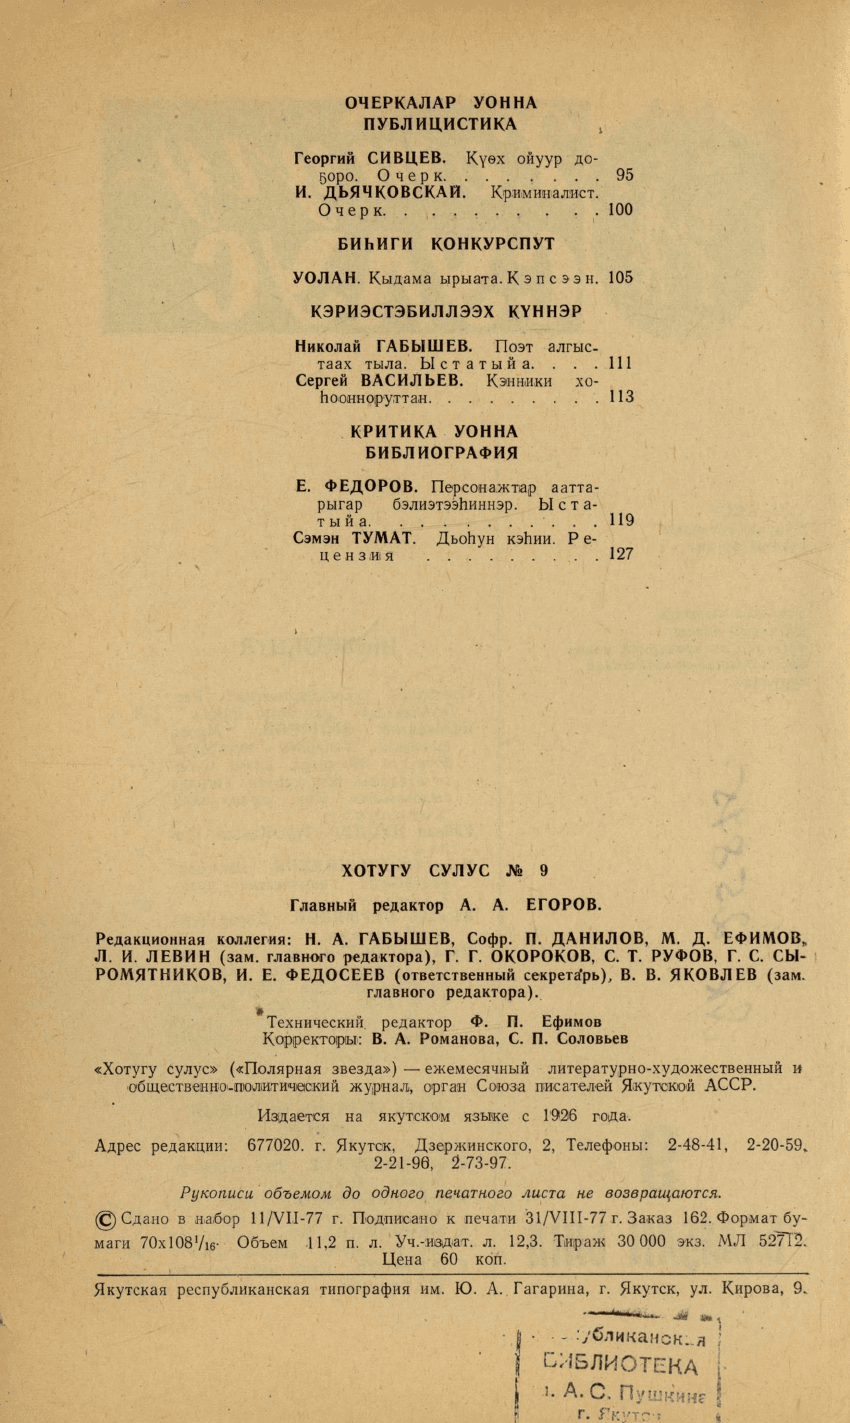 ОЧЕРКАЛАР УОННА
ПУБЛИЦИСТИКА
Георгий СИВЦЕВ. Күөх ойуур до-
ҕоро. Очерк. . . . . . . . 95
И. ДЬЯЧКОВСКАЙ. Криминалист.
Очерк. . . . . . . . . . 100
БИҺИГИ КОНКУРСПУТ
УОЛАН. Кыдама ырыата. Кэпсээн. 105
КЭРИЭСТЭБИЛЛЭЭХ КҮННЭР
Николай ГАБЫШЕВ. Поэт алгыс-
таах тыла. Ыстатыйа. . . . 111
Сергей ВАСИЛЬЕВ. Кэнники хо-
һоонноруттан. . . . . . . . 113
КРИТИКА УОННА
БИБЛИОГРАФИЯ
Е. ФЕДОРОВ. Персонажтар аатта-
рыгар бэлиэтээһиннэр. Ыста-
тыйа. . . . . . . . . . . 119
Сэмэн ТУМАТ. Дьоһун кэһии. Ре-
цензия . . . . . . . . . 127
ХОТУГУ СУЛУС № 9
Главный редактор А. А. ЕГОРОВ.
Редакционная коллегия: Н. А. ГАБЫШЕВ, Софр. П. ДАНИЛОВ, М. Д. ЕФИМОВ,
Л. И. ЛЕВИН (зам. главного редактора), Г. Г. ОКОРОКОВ, С. Т. РУФОВ, Г. С. СЫ-
РОМЯТНИКОВ, И. Е. ФЕДОСЕЕВ (ответственный секретарь), В. В. ЯКОВЛЕВ (зам.
главного редактора).
Технический редактор Ф. П. Ефимов
Корректоры: В. А. Романова, С. П. Соловьев
«Хотугу сулус» («Полярная звезда») — ежемесячный литературно-художественный и
общественно-политический журнал, орган Союза писателей Якутской АССР.
Издается на якутском языке с 1926 года.
Адрес редакции: 677020. г. Якутск, Дзержинского, 2, Телефоны: 2-48-41, 2-20-59,
2-21-96, 2-73-97.
Рукописи объемом до одного печатного листа не возвращаются.
© Сдано в набор 11/VII-77 г. Подписано к печати 31/VIII-77 г. Заказ 162. Формат бу-
маги 70х108¹/₁₆. Объем 11,2 п. л. Уч.-издат. л. 12,3. Тираж 30 000 экз. МЛ 52712.
Цена 60 коп.
Якутская республиканская типография им. Ю. А. Гагарина, г. Якутск, ул. Кирова, 9.
БИБЛИОТЕКА
А. С. Пушкина
г. Якутск